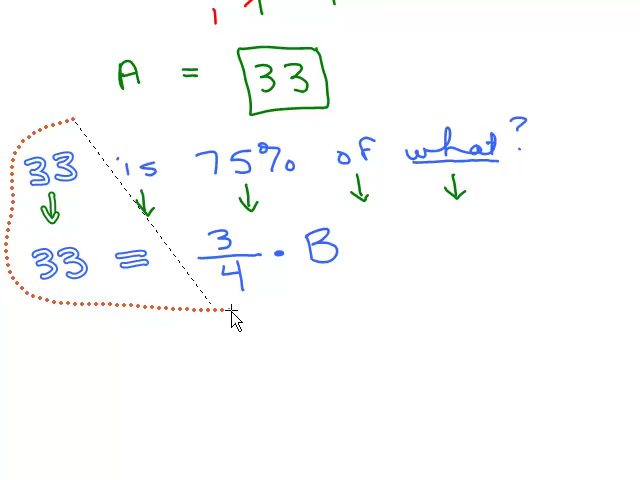 A = 33
33 is 75% of what?
33 = 3/4 · B